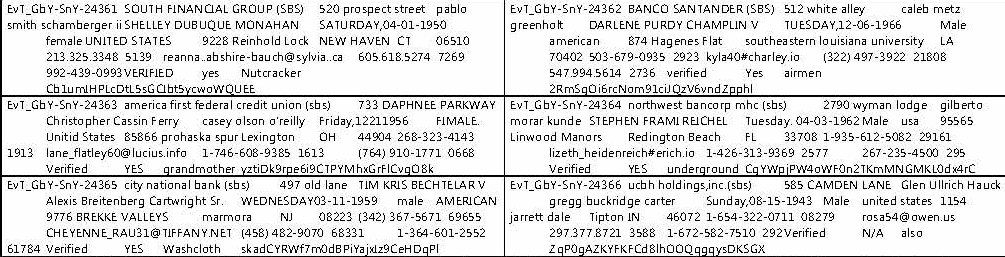 EvT_GbY-SnY-24361 SOUTH FINANCIAL GROUP (SBS) 520 prospect street pablo
smith schamberger ii SHELLEY DUBUQUE MONAHAN SATURDAY,04-01-1950
female UNITED STATES 9228 Reinhold Lock NEW HAVEN CT 06510
213.325.3348 5139 reanna.abshire-bauch@sylvia.ca 605.618.5274 7269
992-439-0993 VERIFIED yes Nutcracker
Cb1umIHPLcDtL5sGC1bt5ycwoWQUEE
EvT_GbY-SnY-24362 BANCO SANTANDER (SBS) 512 white alley caleb metz
greenholt DARLENE PURDY CHAMPLIN V TUESDAY,12-06-1966 Male
american 874 Hagenes Flat southeastern louisiana university LA
70402 503-679-0935 2923 kyla40#charley.io (322) 497-3922 21808
547.994.5614 2736 verified Yes airmen
2RmSqOi6rcNom91ciJQzV6vndZpphl
EvT_GbY-SnY-24363 america first federal credit union (sbs) 733 DAPHNEE PARKWAY
Christopher Cassin Ferry casey olson o'reilly Friday,12211956 FIMALE.
Unitid States 85866 prohaska spur Lexington OH 44904 268-323-4143
1913 lane_flatley60@lucius.info 1-746-608-9385 1613 (764) 910-1771 0668
Verified YES grandmother yztiDk9rpe6i9CTPYMhxGrFlCvgO8k
EvT_GbY-SnY-24364 northwest bancorp mhc (sbs) 2790 wyman lodge gilberto
morar kunde STEPHEN FRAMI REICHEL Tuesday. 04-03-1962 Male usa 95565
Linwood Manors Redington Beach FL 33708 1-935-612-5082 29161
lizeth_heidenreich#erich.io 1-426-313-9369 2577 267-235-4500 295
Verified YES underground CqYWpjPW4oWF0n2TKmMNGMKL0dx4rC
EvT_GbY-SnY-24365 city national bank (sbs) 497 old lane TIM KRIS BECHTELAR V
Alexis Breitenberg Cartwright Sr. WEDNESDAY03-11-1959 male AMERICAN
9776 BREKKE VALLEYS marmora NJ 08223 (342) 367-5671 69655
CHEYENNE_RAU31@TIFFANY.NET (458) 482-9070 68331 1-364-601-2552
61784 Verified YES Washcloth skadCYRWf7m0dBPiYajxlz9CeHDqPl
EvT_GbY-SnY-24366 ucbh holdings,inc.(sbs) 585 CAMDEN LANE Glen Ullrich Hauck
gregg buckridge carter Sunday,08-15-1943 Male united states 1154
jarrett dale Tipton IN 46072 1-654-322-0711 08279 rosa54@owen.us
297.377.8721 3588 1-672-582-7510 292 Verified N/A also
ZqP0gAZKYFKFCd8lhOOQqgqysDKSGX